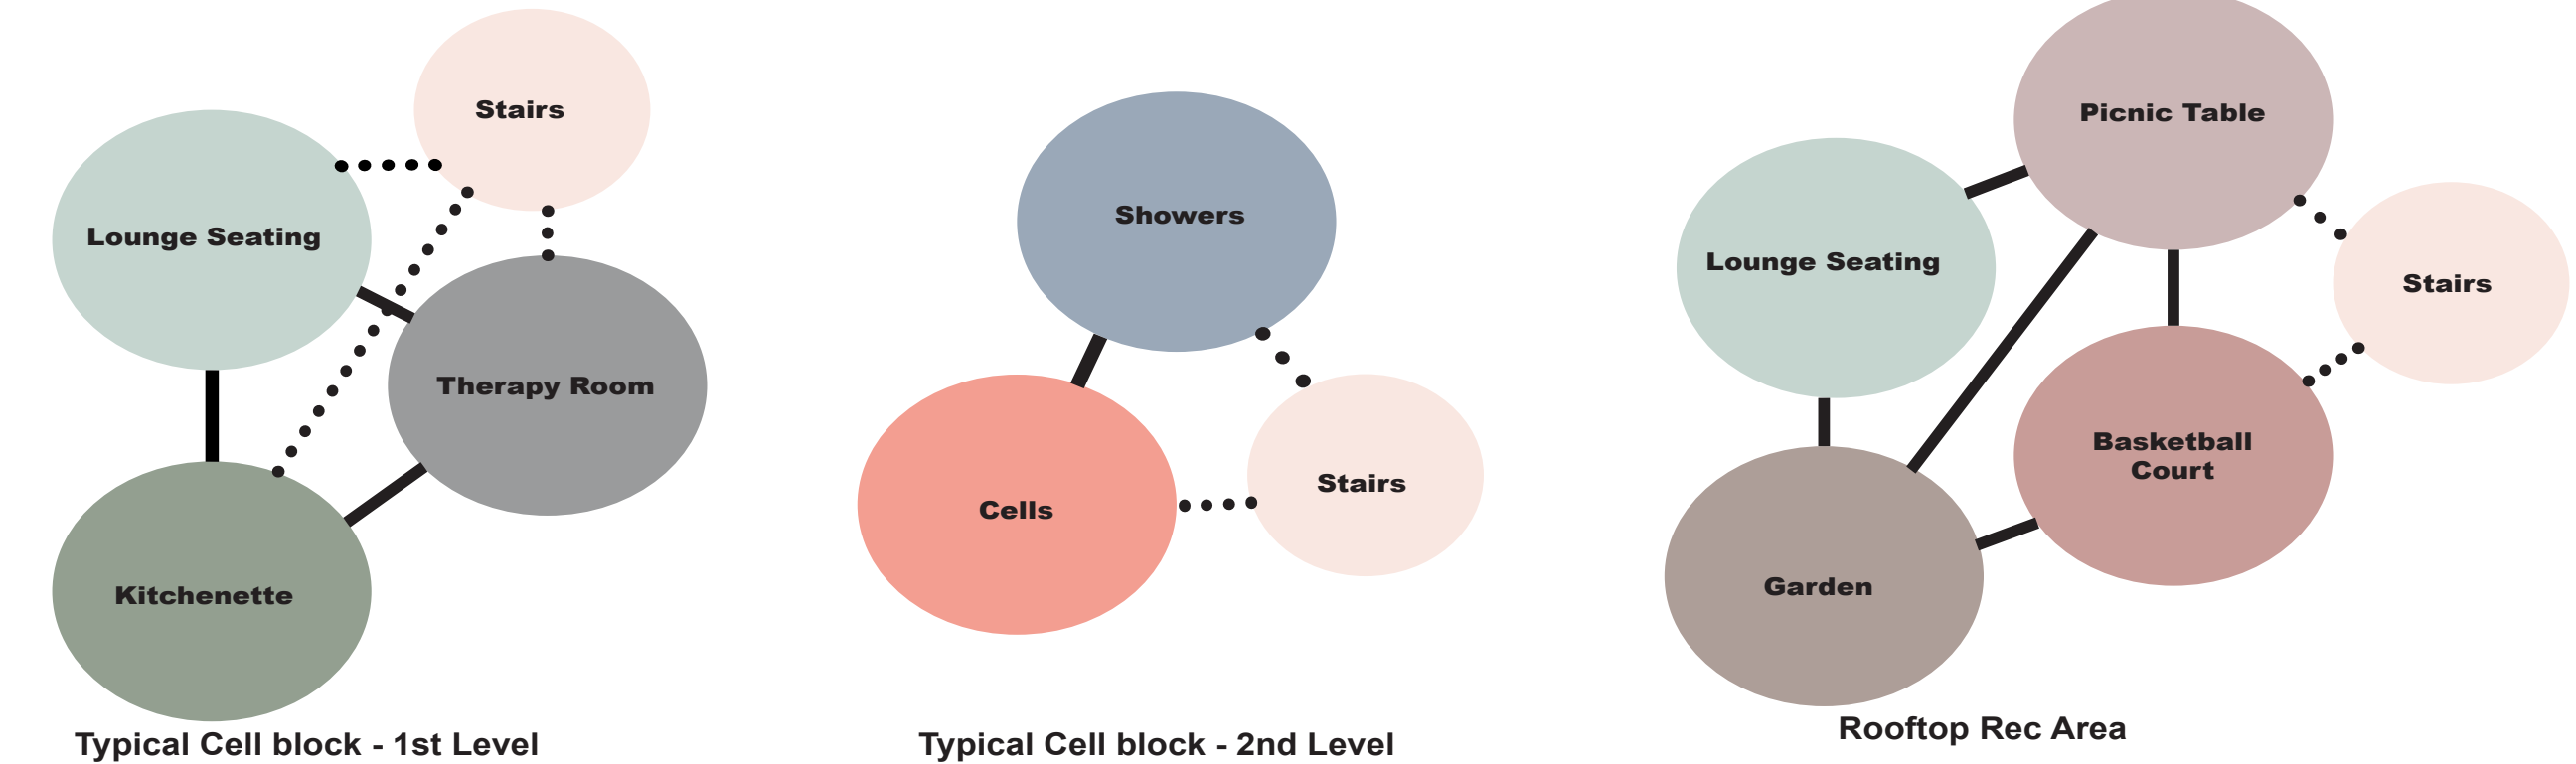 Stairs
Lounge Seating
Therapy Room
Kitchenette
Typical Cell block - 1st Level
Showers
Stairs
Cells
Typical Cell block - 2nd Level
Picnic Table
Lounge Seating
Stairs
Basketball
Court
Garden
Rooftop Rec Area